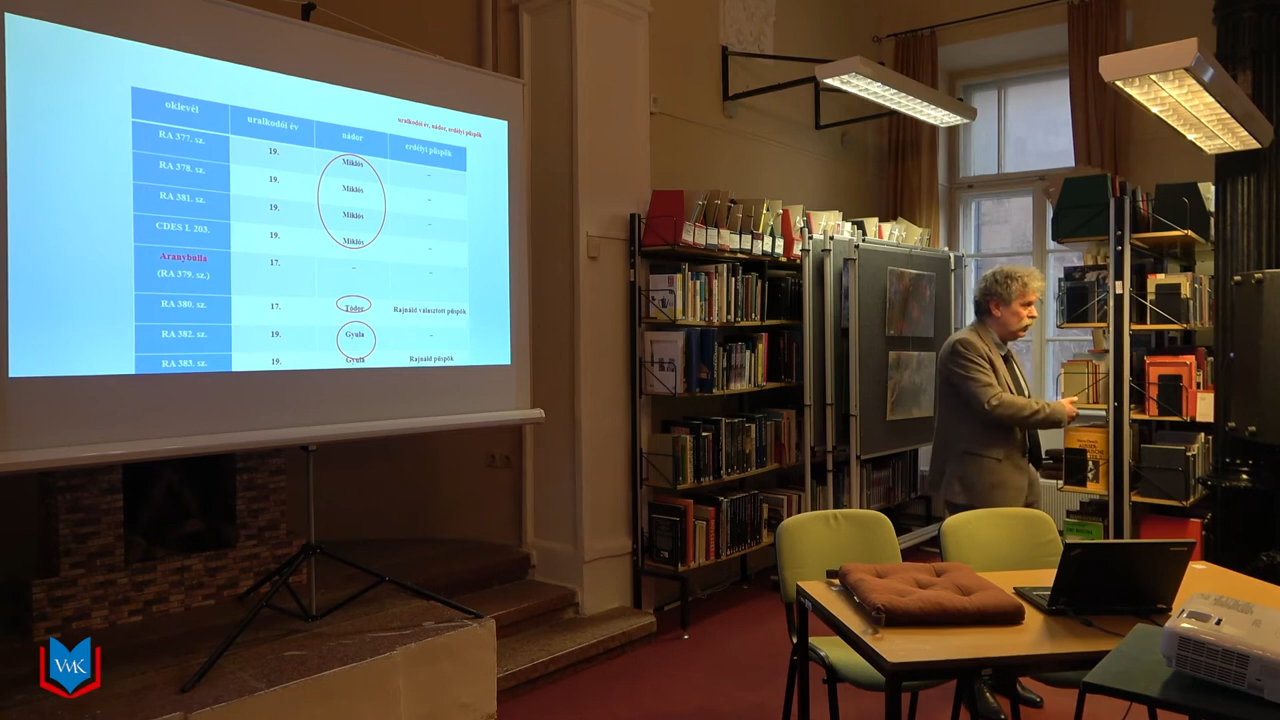 uralkodói év, nádor, erdélyi püspök
oklevél uralkodói év nádor erdélyi püspök
RA 377. sz. 19. Miklós –
RA 378. sz. 19. Miklós –
RA 381. sz. 19. Miklós –
CDES I. 203. 19. Miklós –
Aranybulla
(RA 379. sz.) 17. – –
RA 380. sz. 17. Tódor Rajnáld választott püspök
RA 382. sz. 19. Gyula –
RA 383. sz. 19. Gyula Rajnáld püspök
VMK